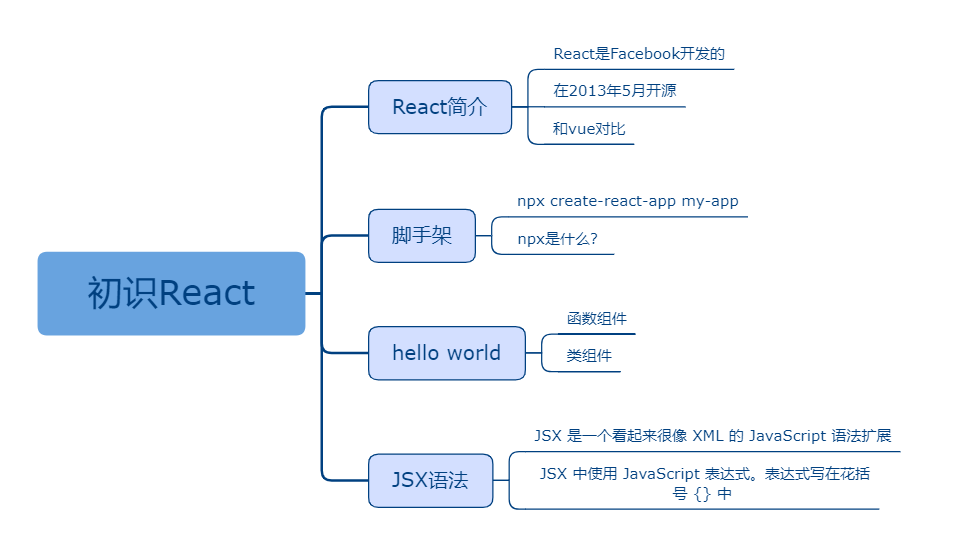 初识React
React简介
React是Facebook开发的
在2013年5月开源
和vue对比
脚手架
npx create-react-app my-app
npx是什么?
hello world
函数组件
类组件
JSX语法
JSX 是一个看起来很像 XML 的 JavaScript 语法扩展
JSX 中使用 JavaScript 表达式。表达式写在花括
号 {} 中